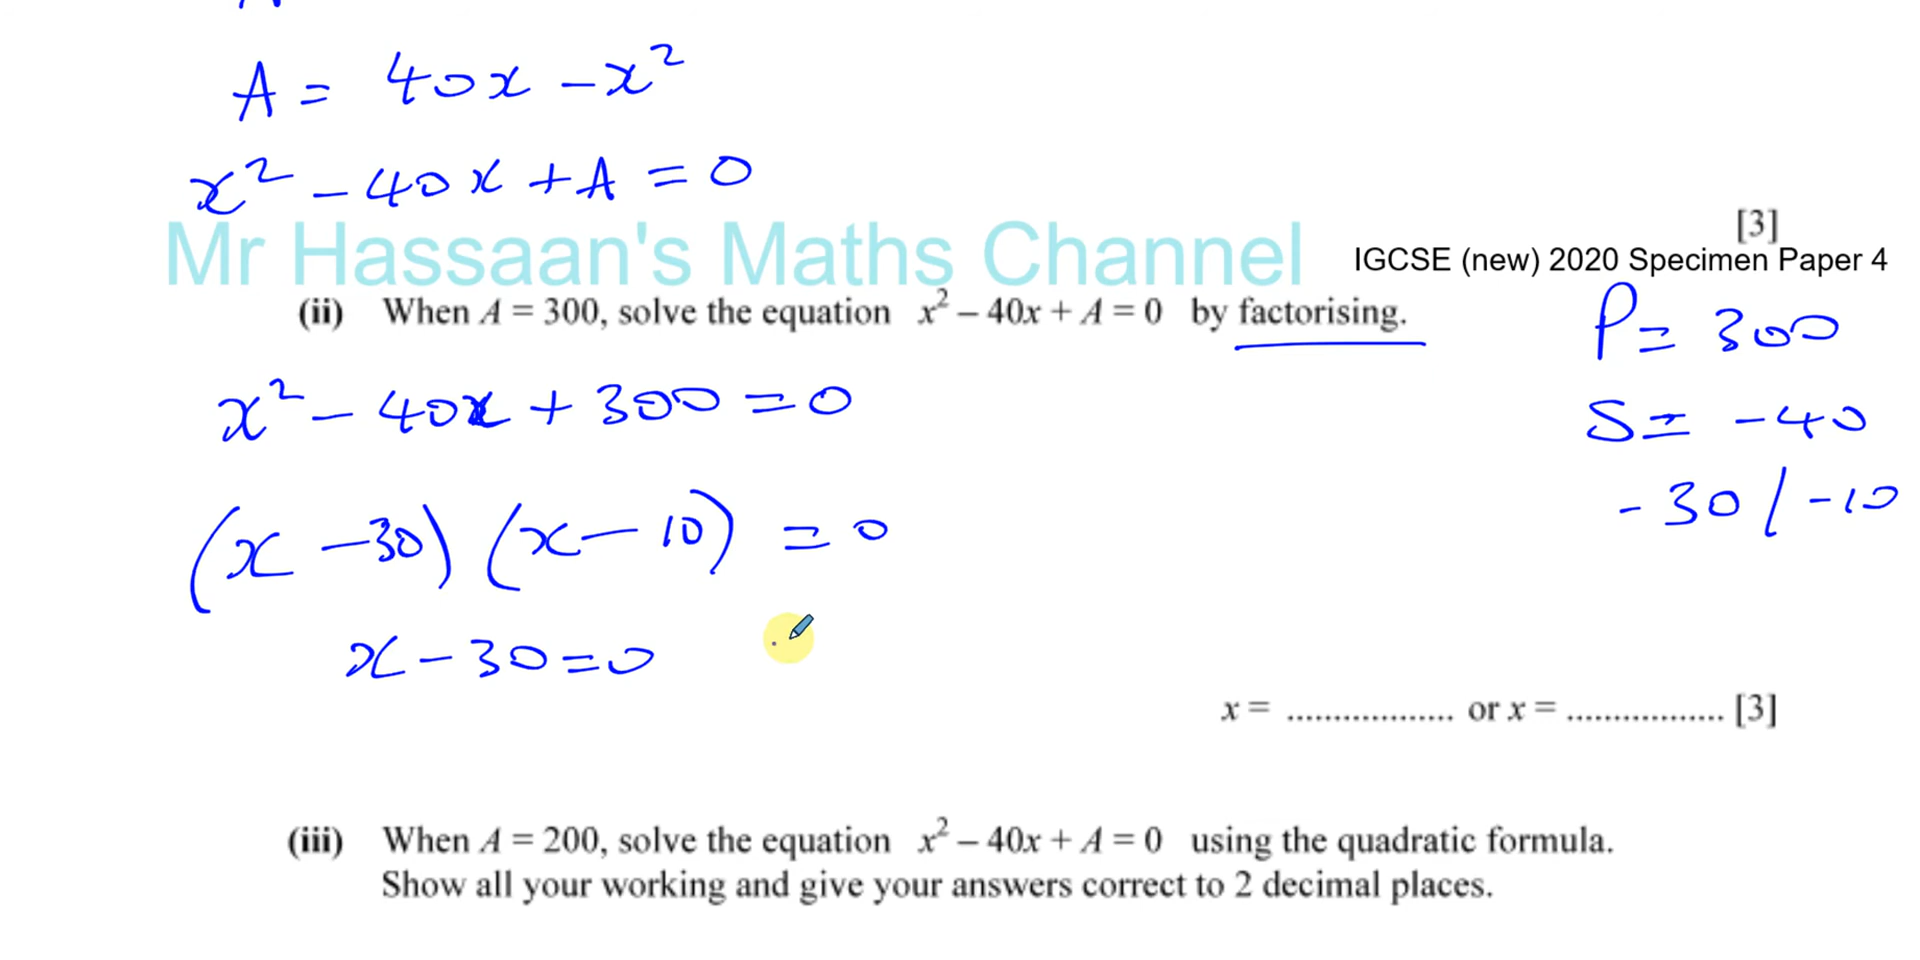 A = 40x - x²
x² - 40x + A = 0
[3]
Mr Hassaan's Maths Channel
IGCSE (new) 2020 Specimen Paper 4
(ii) When A = 300, solve the equation x² – 40x + A = 0 by factorising.
P = 300
x² - 40x + 300 = 0
S = -40
(x - 30) (x - 10) = 0
-30 / -10
x - 30 = 0
x = .................. or x = ................. [3]
(iii) When A = 200, solve the equation x² – 40x + A = 0 using the quadratic formula.
Show all your working and give your answers correct to 2 decimal places.